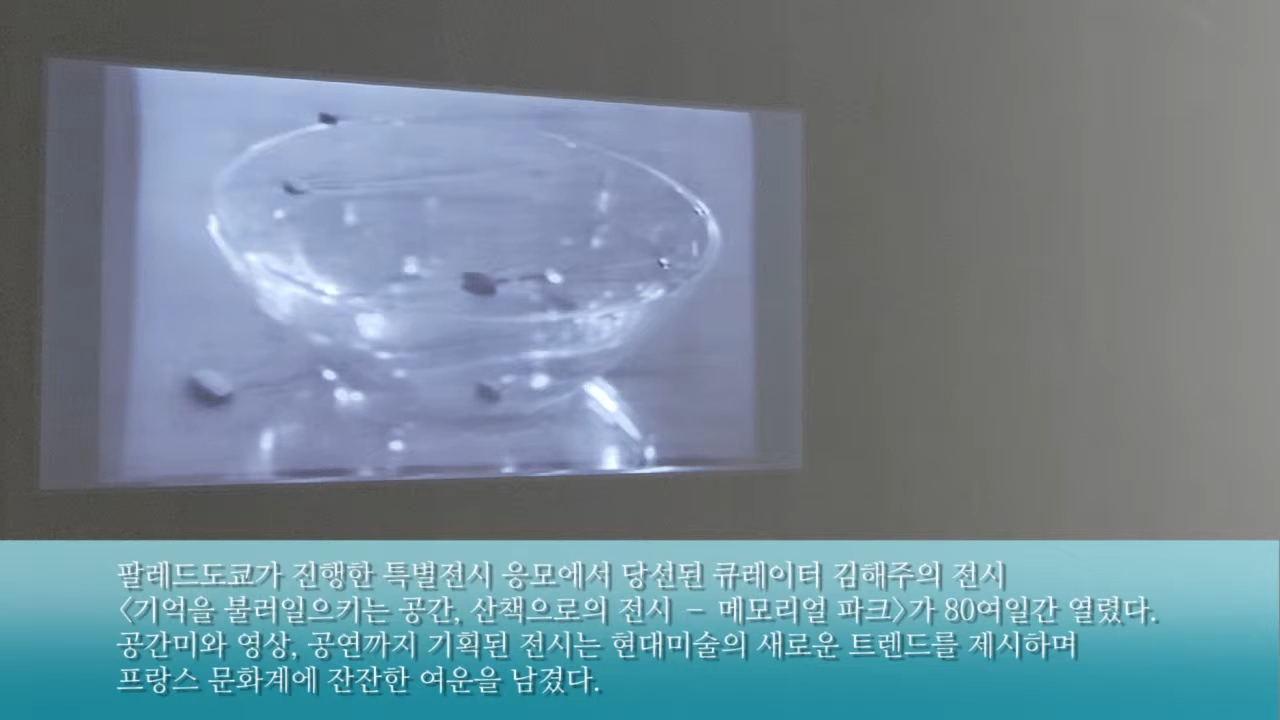 팔레드도쿄가 진행한 특별전시 응모에서 당선된 큐레이터 김해주의 전시
〈기억을 불러일으키는 공간, 산책으로의 전시 – 메모리얼 파크〉가 80여일간 열렸다.
공간미와 영상, 공연까지 기획된 전시는 현대미술의 새로운 트렌드를 제시하며
프랑스 문화계에 잔잔한 여운을 남겼다.